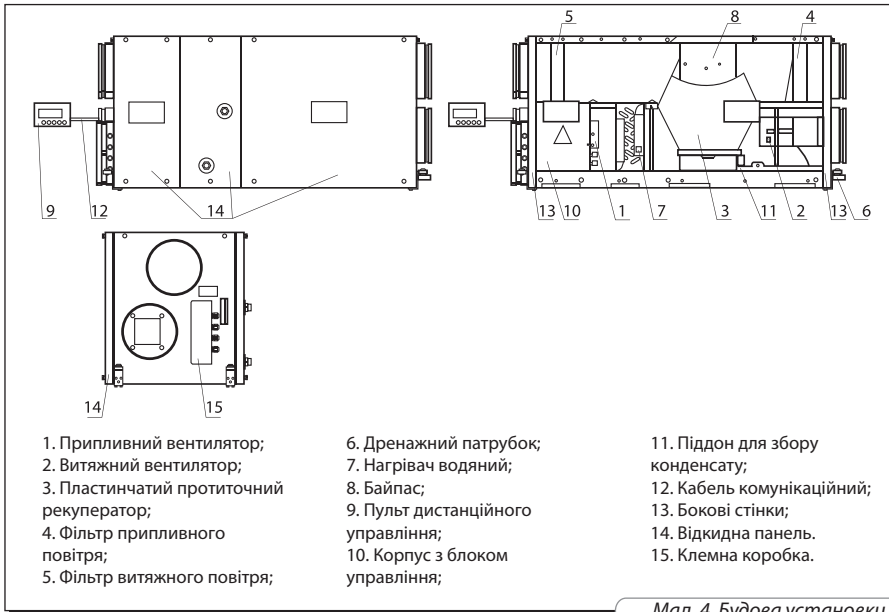 5
8
4
9
12
14
13
10
1
7
3
11
2
13
6
14
15
1. Припливний вентилятор;
2. Витяжний вентилятор;
3. Пластинчатий протиточний
рекуператор;
4. Фільтр припливного
повітря;
5. Фільтр витяжного повітря;
6. Дренажний патрубок;
7. Нагрівач водяний;
8. Байпас;
9. Пульт дистанційного
управління;
10. Корпус з блоком
управління;
11. Піддон для збору
конденсату;
12. Кабель комунікаційний;
13. Бокові стінки;
14. Відкидна панель.
15. Клемна коробка.
Мал. 4. Будова установки